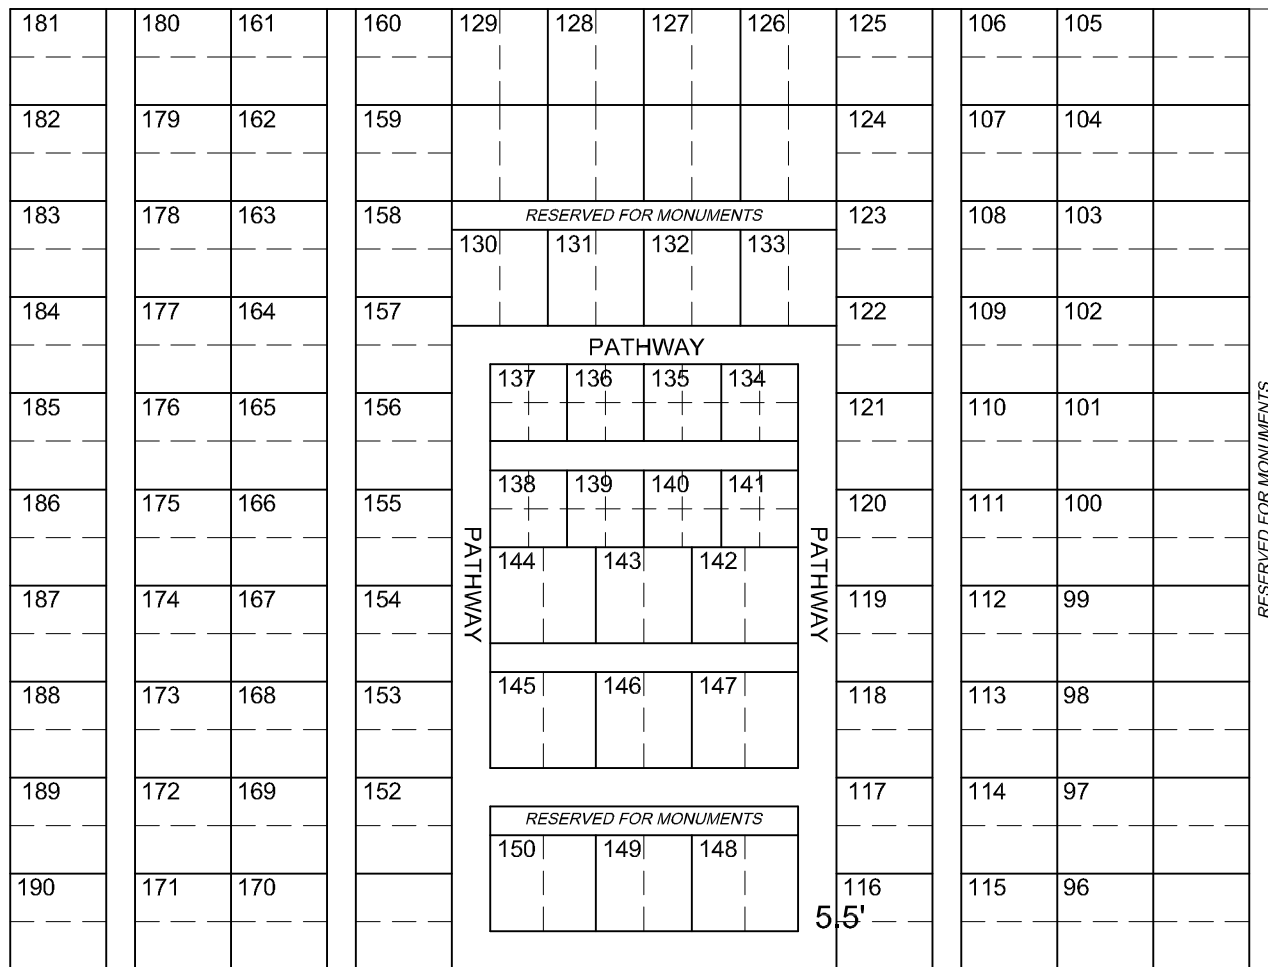 181 180 161 160 129 128 127 126 125 106 105
182 179 162 159 124 107 104
183 178 163 158 RESERVED FOR MONUMENTS 123 108 103
130 131 132 133
184 177 164 157 122 109 102
PATHWAY
137 136 135 134
185 176 165 156 121 110 101
RESERVED FOR MONUMENTS
138 139 140 141
186 175 166 155 120 111 100
PATHWAY PATHWAY
144 143 142
187 174 167 154 119 112 99
188 173 168 153 145 146 147 118 113 98
189 172 169 152 117 114 97
RESERVED FOR MONUMENTS
150 149 148
190 171 170 116 115 96
5.5'